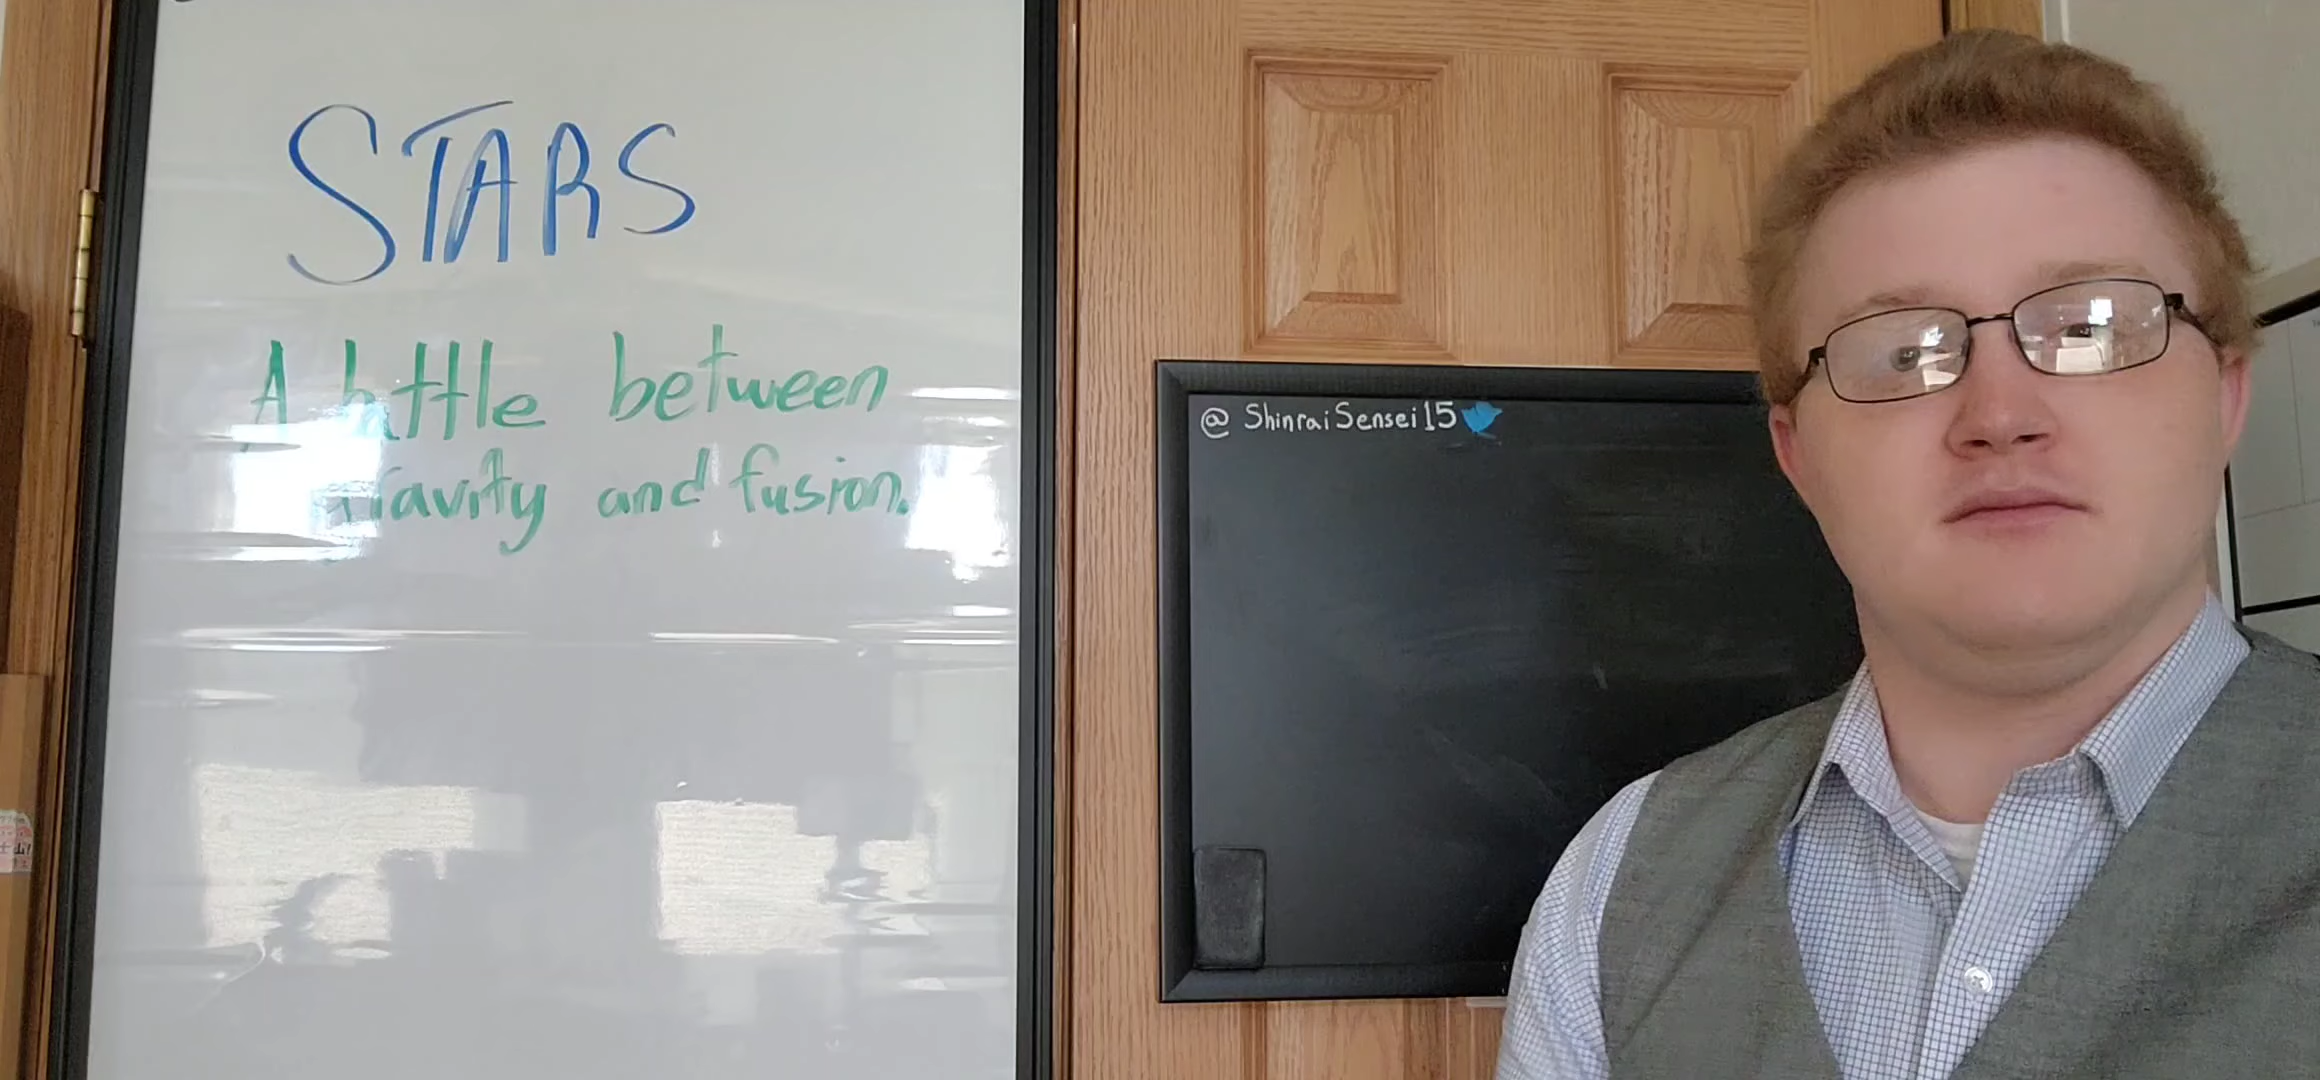 STARS
A battle between
gravity and fusion.
@ShinraiSensei15